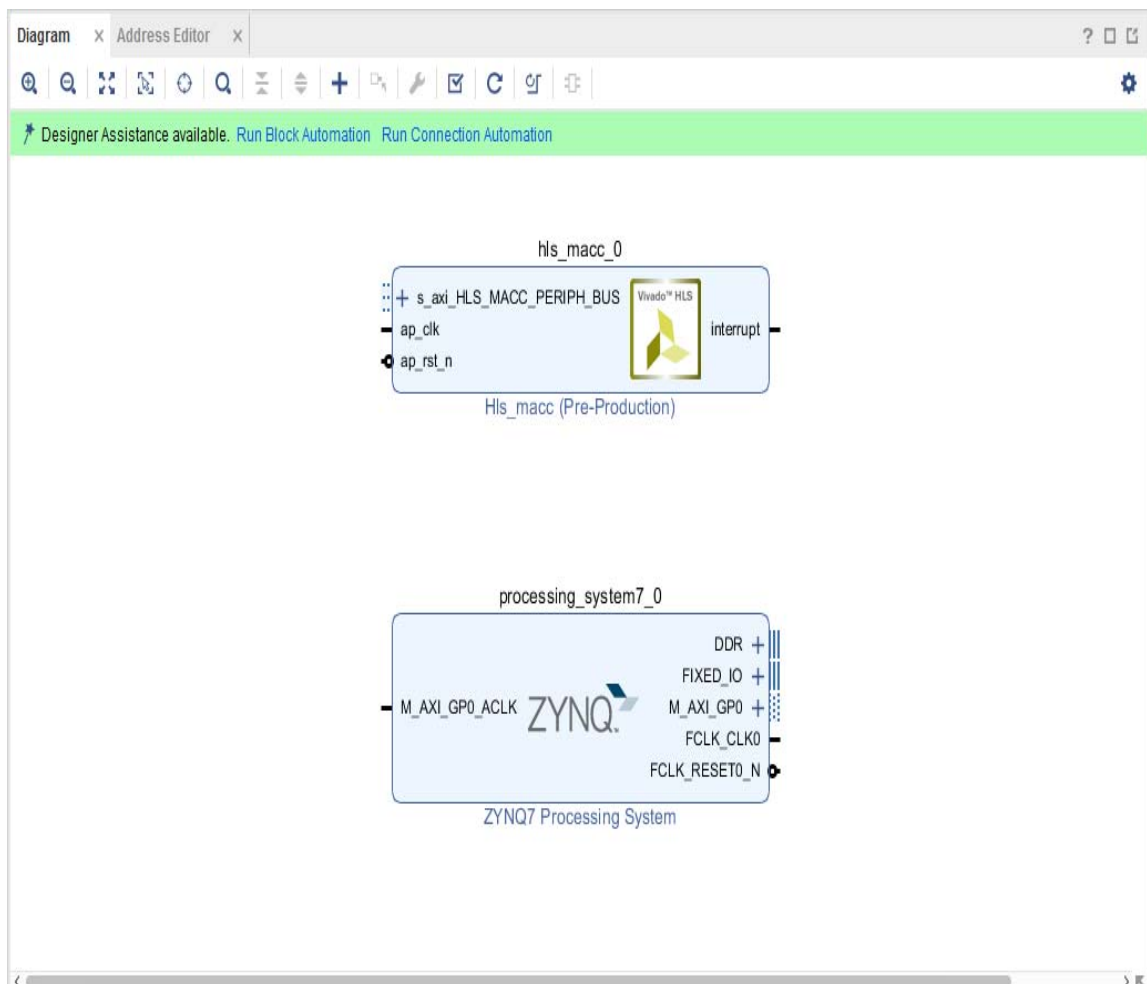 Diagram × Address Editor ×
?
Designer Assistance available. Run Block Automation Run Connection Automation
hls_macc_0
s_axi_HLS_MACC_PERIPH_BUS
Vivado™ HLS
ap_clk
interrupt
ap_rst_n
Hls_macc (Pre-Production)
processing_system7_0
DDR
FIXED_IO
M_AXI_GP0_ACLK
ZYNQ
M_AXI_GP0
FCLK_CLK0
FCLK_RESET0_N
ZYNQ7 Processing System